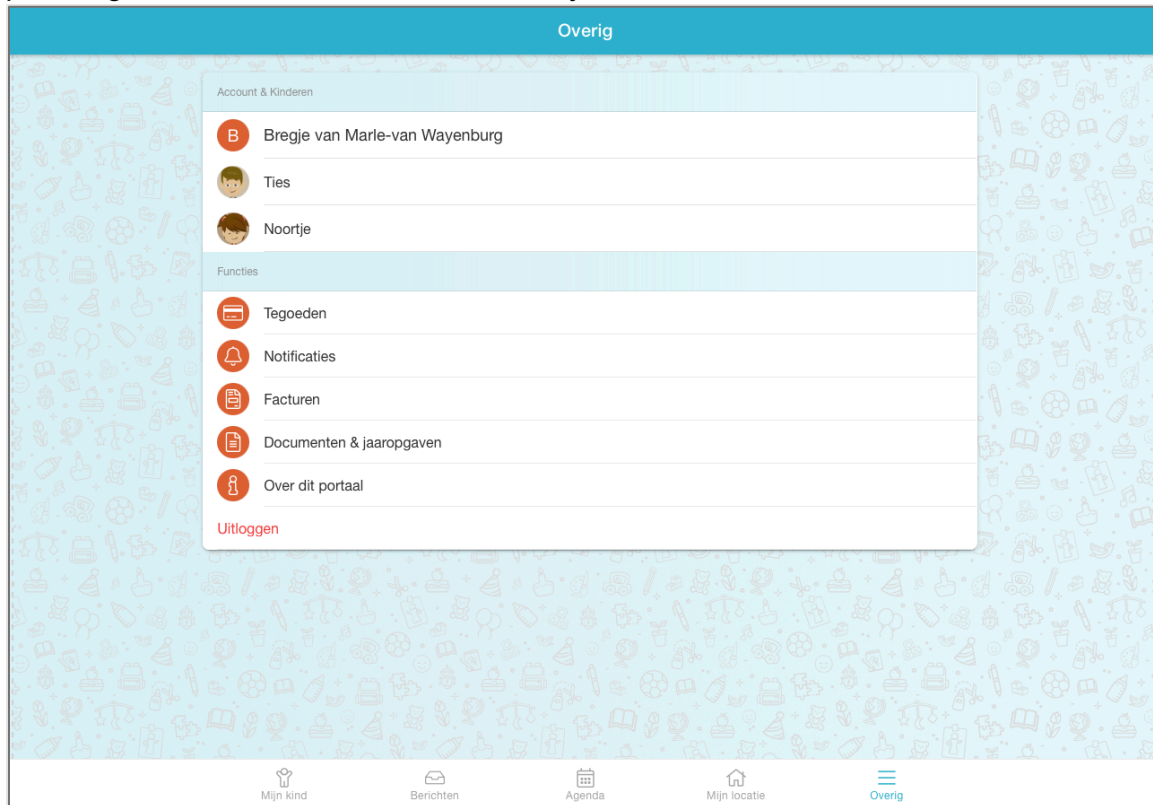 Overig
Account & Kinderen
B
Bregje van Marle-van Wayenburg
Ties
Noortje
Functies
Tegoeden
Notificaties
Facturen
Documenten & jaaropgaven
Over dit portaal
Uitloggen
Mijn kind
Berichten
Agenda
Mijn locatie
Overig